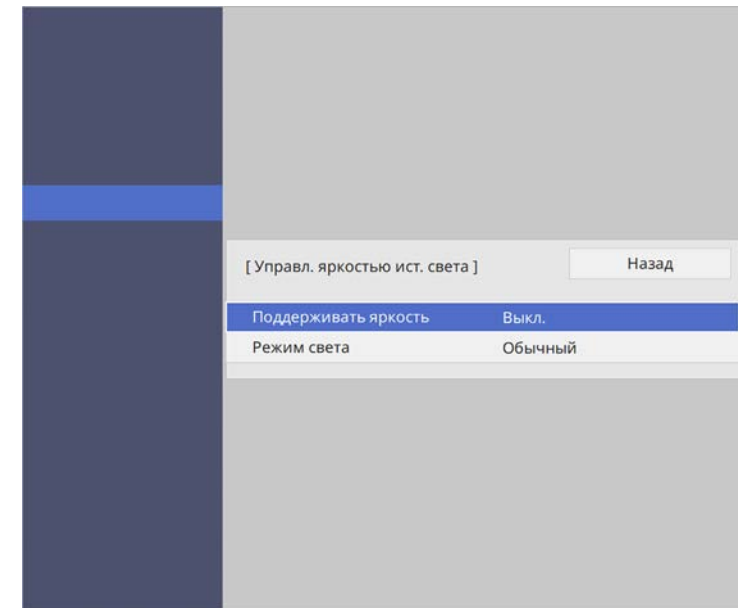 [ Управл. яркостью ист. света ] Назад
Поддерживать яркость Выкл.
Режим света Обычный